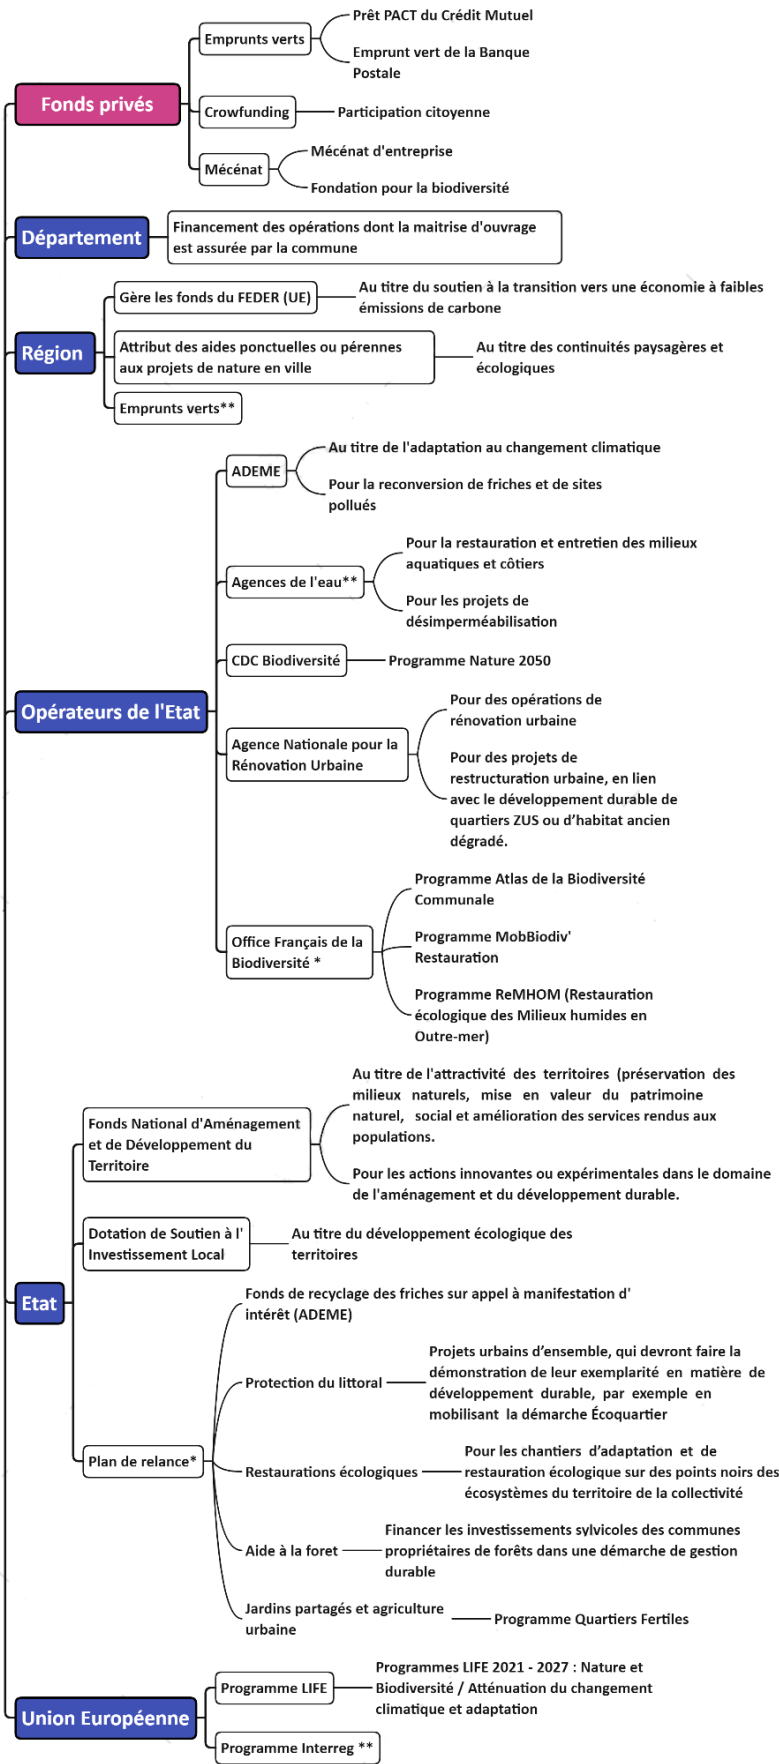 Fonds privés
Emprunts verts
Prêt PACT du Crédit Mutuel
Emprunt vert de la Banque
Postale
Crowfunding
Participation citoyenne
Mécénat
Mécénat d'entreprise
Fondation pour la biodiversité
Département
Financement des opérations dont la maitrise d'ouvrage
est assurée par la commune
Région
Gère les fonds du FEDER (UE)
Au titre du soutien à la transition vers une économie à faibles
émissions de carbone
Attribut des aides ponctuelles ou pérennes
aux projets de nature en ville
Au titre des continuités paysagères et
écologiques
Emprunts verts**
Opérateurs de l'Etat
ADEME
Au titre de l'adaptation au changement climatique
Pour la reconversion de friches et de sites
pollués
Agences de l'eau**
Pour la restauration et entretien des milieux
aquatiques et côtiers
Pour les projets de
désimperméabilisation
CDC Biodiversité
Programme Nature 2050
Agence Nationale pour la
Rénovation Urbaine
Pour des opérations de
rénovation urbaine
Pour des projets de
restructuration urbaine, en lien
avec le développement durable de
quartiers ZUS ou d’habitat ancien
dégradé.
Office Français de la
Biodiversité *
Programme Atlas de la Biodiversité
Communale
Programme MobBiodiv'
Restauration
Programme ReMHOM (Restauration
écologique des Milieux humides en
Outre-mer)
Etat
Fonds National d'Aménagement
et de Développement du
Territoire
Au titre de l'attractivité des territoires (préservation des
milieux naturels, mise en valeur du patrimoine
naturel, social et amélioration des services rendus aux
populations.
Pour les actions innovantes ou expérimentales dans le domaine
de l'aménagement et du développement durable.
Dotation de Soutien à l'
Investissement Local
Au titre du développement écologique des
territoires
Plan de relance*
Fonds de recyclage des friches sur appel à manifestation d'
intérêt (ADEME)
Protection du littoral
Projets urbains d’ensemble, qui devront faire la
démonstration de leur exemplarité en matière de
développement durable, par exemple en
mobilisant la démarche Écoquartier
Restaurations écologiques
Pour les chantiers d’adaptation et de
restauration écologique sur des points noirs des
écosystèmes du territoire de la collectivité
Aide à la foret
Financer les investissements sylvicoles des communes
propriétaires de forêts dans une démarche de gestion
durable
Jardins partagés et agriculture
urbaine
Programme Quartiers Fertiles
Union Européenne
Programme LIFE
Programmes LIFE 2021 - 2027 : Nature et
Biodiversité / Atténuation du changement
climatique et adaptation
Programme Interreg **